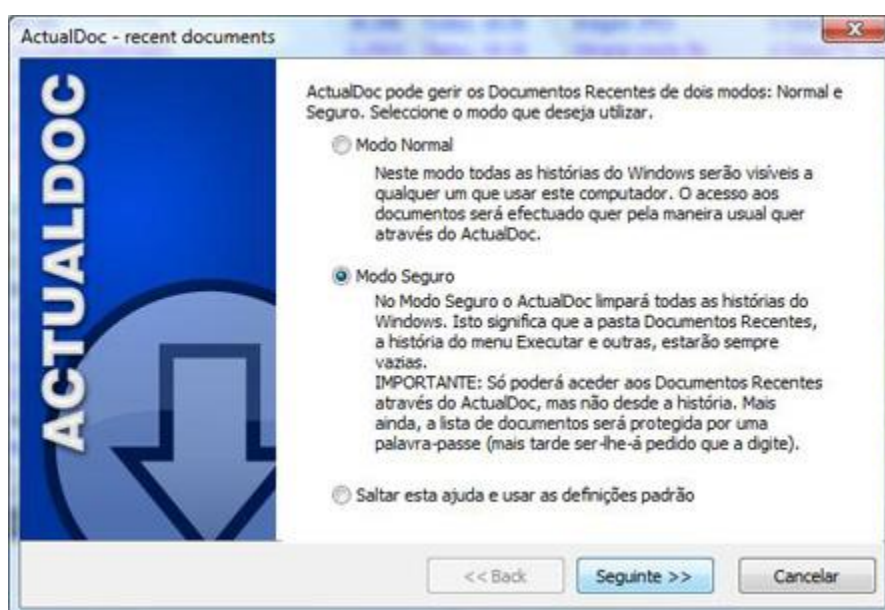 ActualDoc - recent documents
ACTUALDOC
ActualDoc pode gerir os Documentos Recentes de dois modos: Normal e
Seguro. Seleccione o modo que deseja utilizar.
Modo Normal
Neste modo todas as histórias do Windows serão visíveis a
qualquer um que usar este computador. O acesso aos
documentos será efectuado quer pela maneira usual quer
através do ActualDoc.
Modo Seguro
No Modo Seguro o ActualDoc limpará todas as histórias do
Windows. Isto significa que a pasta Documentos Recentes,
a história do menu Executar e outras, estarão sempre
vazias.
IMPORTANTE: Só poderá aceder aos Documentos Recentes
através do ActualDoc, mas não desde a história. Mais
ainda, a lista de documentos será protegida por uma
palavra-passe (mais tarde ser-lhe-á pedido que a digite).
Saltar esta ajuda e usar as definições padrão
<< Back
Seguinte >>
Cancelar